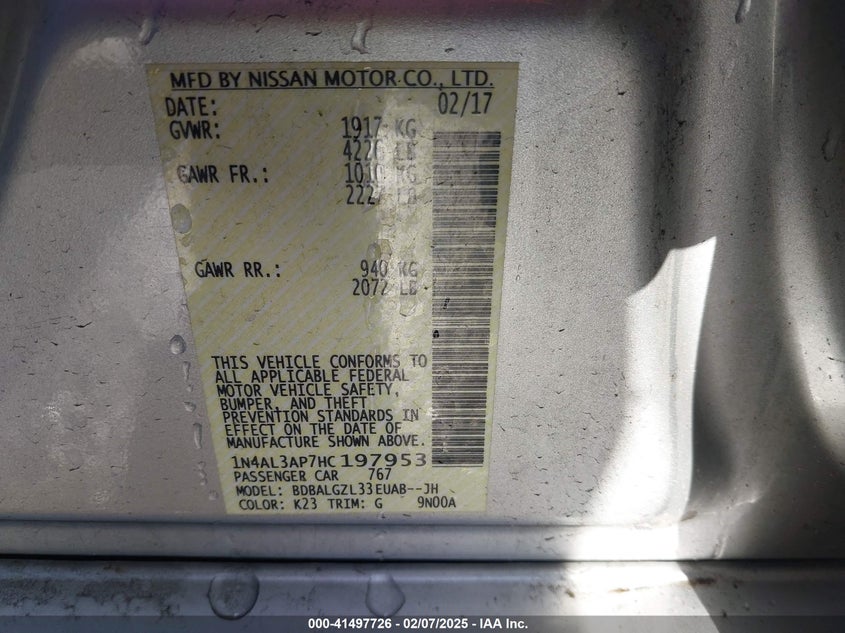 MFD BY NISSAN MOTOR CO., LTD.
DATE: 02/17
GVWR: 1917 KG
4226 LB
GAWR FR.: 1010 KG
2227 LB
GAWR RR.: 940 KG
2072 LB
THIS VEHICLE CONFORMS TO
ALL APPLICABLE FEDERAL
MOTOR VEHICLE SAFETY,
BUMPER, AND THEFT
PREVENTION STANDARDS IN
EFFECT ON THE DATE OF
MANUFACTURE SHOWN ABOVE.
1N4AL3AP7HC197953
PASSENGER CAR 767
MODEL: BDBALGZL33EUAB--JH
COLOR: K23 TRIM: G 9N00A
000-41497726 - 02/07/2025 - IAA Inc.